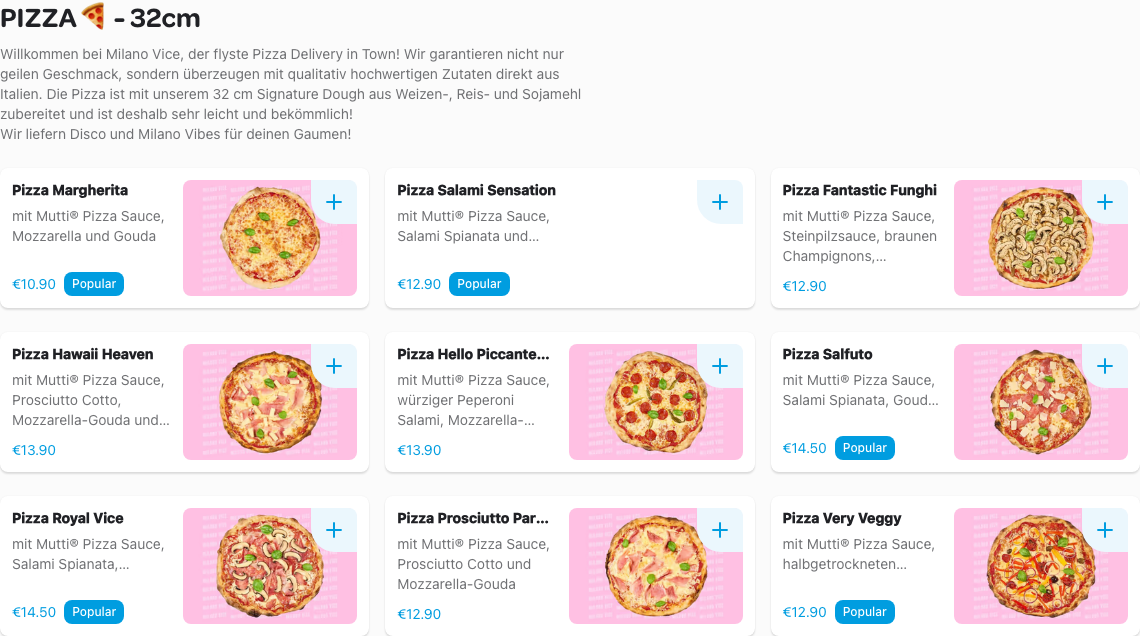 PIZZA🍕 - 32cm
Willkommen bei Milano Vice, der flyste Pizza Delivery in Town! Wir garantieren nicht nur
geilen Geschmack, sondern überzeugen mit qualitativ hochwertigen Zutaten direkt aus
Italien. Die Pizza ist mit unserem 32 cm Signature Dough aus Weizen-, Reis- und Sojamehl
zubereitet und ist deshalb sehr leicht und bekömmlich!
Wir liefern Disco und Milano Vibes für deinen Gaumen!
Pizza Margherita
mit Mutti® Pizza Sauce,
Mozzarella und Gouda
€10.90 Popular
Pizza Salami Sensation
mit Mutti® Pizza Sauce,
Salami Spianata und...
€12.90 Popular
Pizza Fantastic Funghi
mit Mutti® Pizza Sauce,
Steinpilzsauce, braunen
Champignons,...
€12.90
Pizza Hawaii Heaven
mit Mutti® Pizza Sauce,
Prosciutto Cotto,
Mozzarella-Gouda und...
€13.90
Pizza Hello Piccante...
mit Mutti® Pizza Sauce,
würziger Peperoni
Salami, Mozzarella-...
€13.90
Pizza Salfuto
mit Mutti® Pizza Sauce,
Salami Spianata, Goud...
€14.50 Popular
Pizza Royal Vice
mit Mutti® Pizza Sauce,
Salami Spianata,...
€14.50 Popular
Pizza Prosciutto Par...
mit Mutti® Pizza Sauce,
Prosciutto Cotto und
Mozzarella-Gouda
€12.90
Pizza Very Veggy
mit Mutti® Pizza Sauce,
halbgetrockneten...
€12.90 Popular